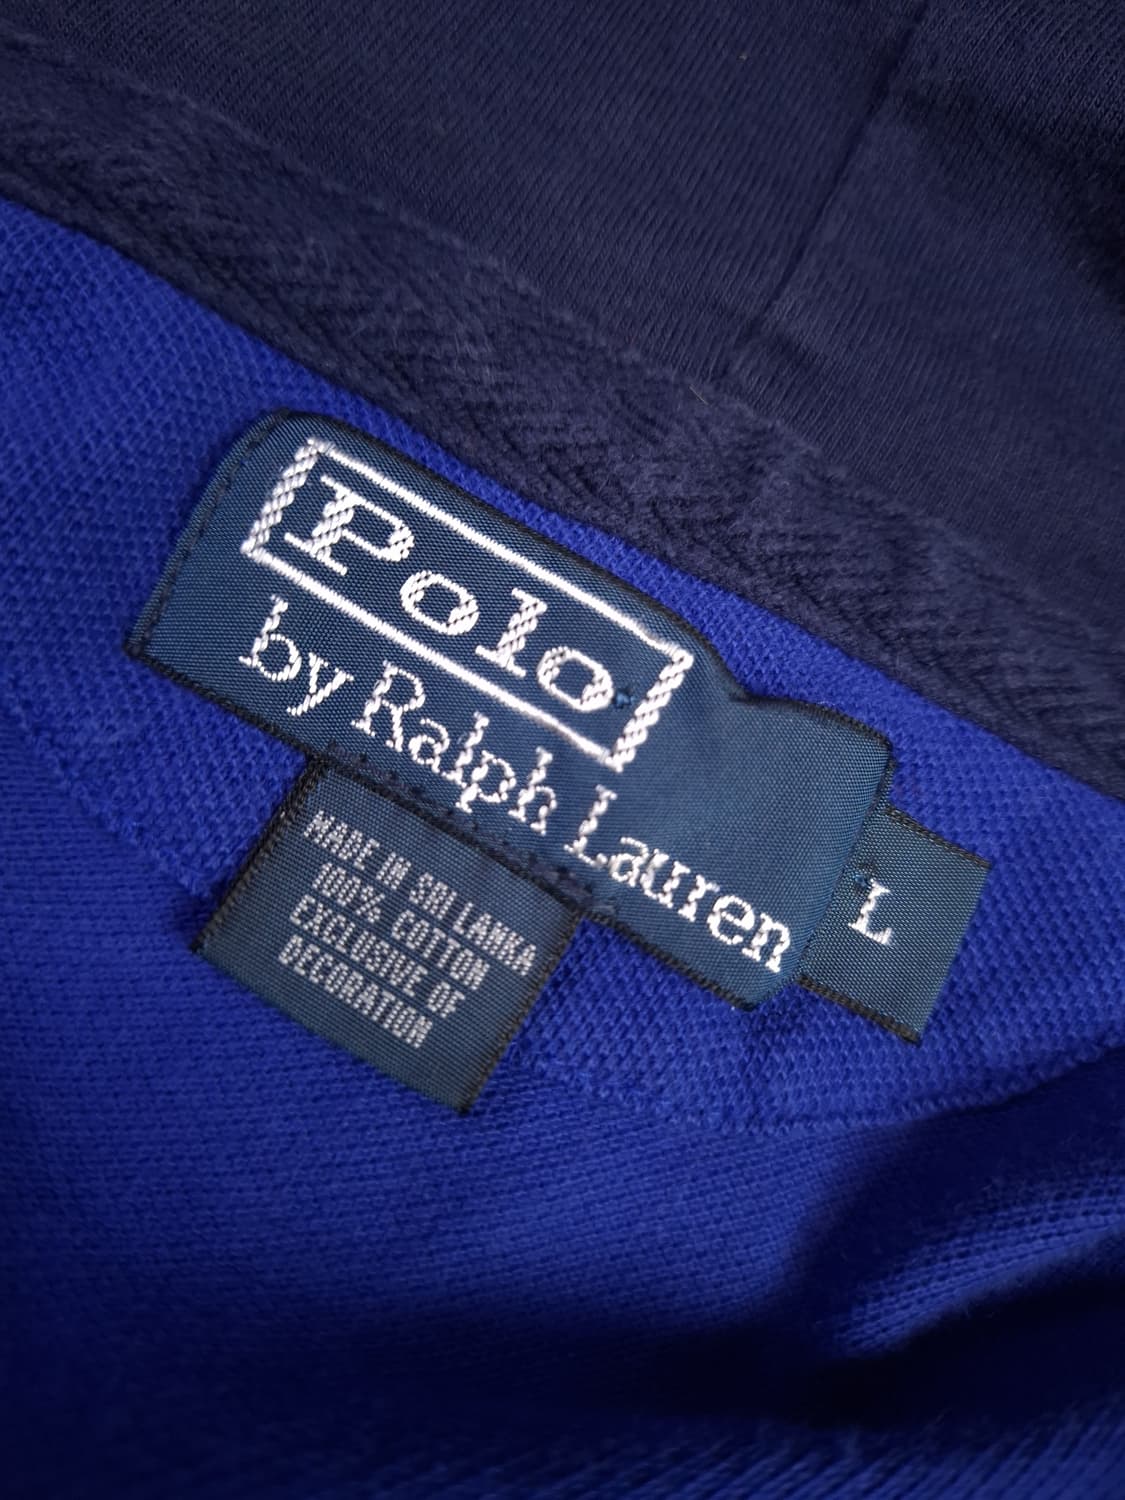 Polo
by Ralph Lauren
L
MADE IN SRI LANKA
100% COTTON
EXCLUSIVE OF
DECORATION